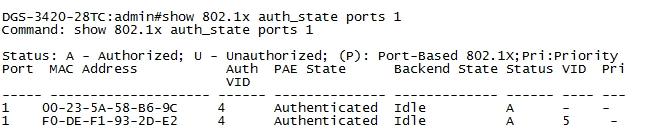 DGS-3420-28TC:admin#show 802.1x auth_state ports 1
Command: show 802.1x auth_state ports 1
Status: A - Authorized; U - Unauthorized; (P): Port-Based 802.1X;Pri:Priority
Port  MAC Address           Auth   PAE State      Backend State Status VID  Pri
                            VID
----- -------------------- ------ -------------- ------------- ------ ---- ---
1     00-23-5A-58-B6-9C     4      Authenticated  Idle          A      -    -
1     F0-DE-F1-93-2D-E2     4      Authenticated  Idle          A      5    -